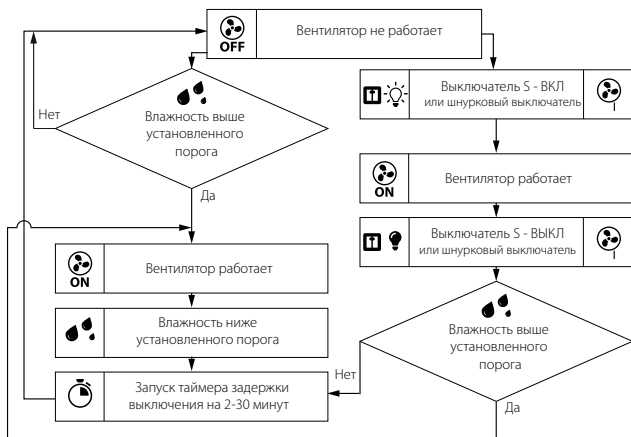 OFF
Вентилятор не работает
Нет
Влажность выше
установленного
порога
Да
Выключатель S - ВКЛ
или шнурковый выключатель
ON
Вентилятор работает
Выключатель S - ВЫКЛ
или шнурковый выключатель
ON
Вентилятор работает
Влажность ниже
установленного порога
Запуск таймера задержки
выключения на 2-30 минут
Влажность выше
установленного
порога
Нет
Да